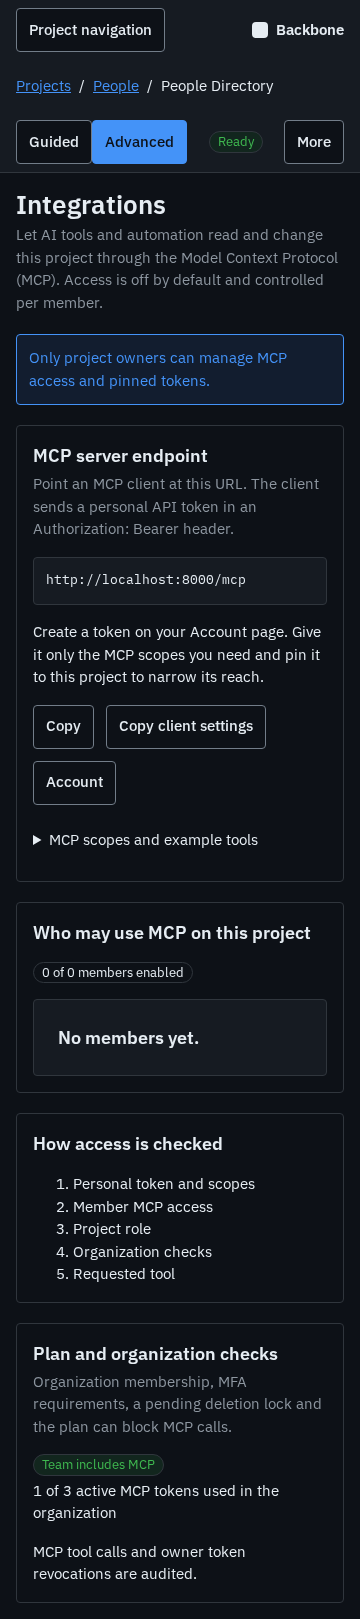 Project navigation
Backbone
Projects / People / People Directory
Guided
Advanced
Ready
More
Integrations
Let AI tools and automation read and change
this project through the Model Context Protocol
(MCP). Access is off by default and controlled
per member.
Only project owners can manage MCP
access and pinned tokens.
MCP server endpoint
Point an MCP client at this URL. The client
sends a personal API token in an
Authorization: Bearer header.
http://localhost:8000/mcp
Create a token on your Account page. Give
it only the MCP scopes you need and pin it
to this project to narrow its reach.
Copy
Copy client settings
Account
MCP scopes and example tools
Who may use MCP on this project
0 of 0 members enabled
No members yet.
How access is checked
1. Personal token and scopes
2. Member MCP access
3. Project role
4. Organization checks
5. Requested tool
Plan and organization checks
Organization membership, MFA
requirements, a pending deletion lock and
the plan can block MCP calls.
Team includes MCP
1 of 3 active MCP tokens used in the
organization
MCP tool calls and owner token
revocations are audited.